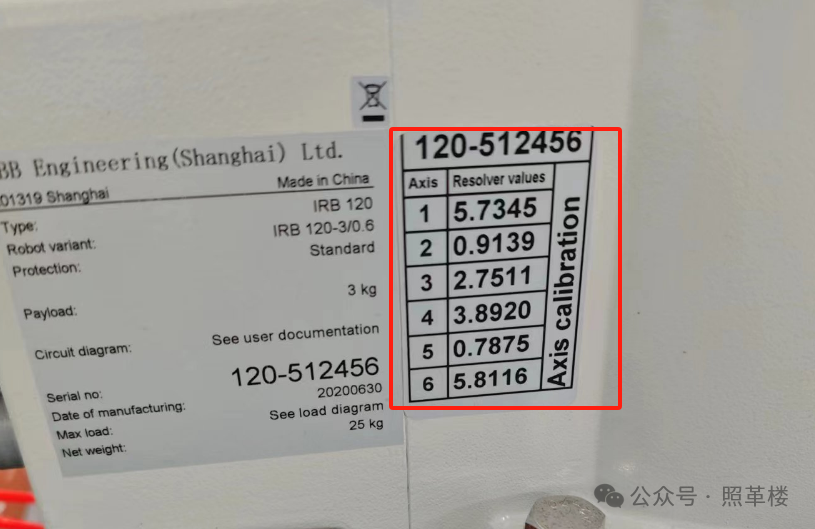 BB Engineering(Shanghai) Ltd.
01319 Shanghai
Made in China
Type:
IRB 120
Robot variant:
IRB 120-3/0.6
Protection:
Standard
Payload:
3 kg
Circuit diagram:
See user documentation
Serial no:
120-512456
Date of manufacturing:
20200630
Max load:
See load diagram
Net weight:
25 kg
120-512456
Axis Resolver values
1 5.7345
2 0.9139
3 2.7511
4 3.8920
5 0.7875
6 5.8116
Axis calibration
公众号 · 照革楼